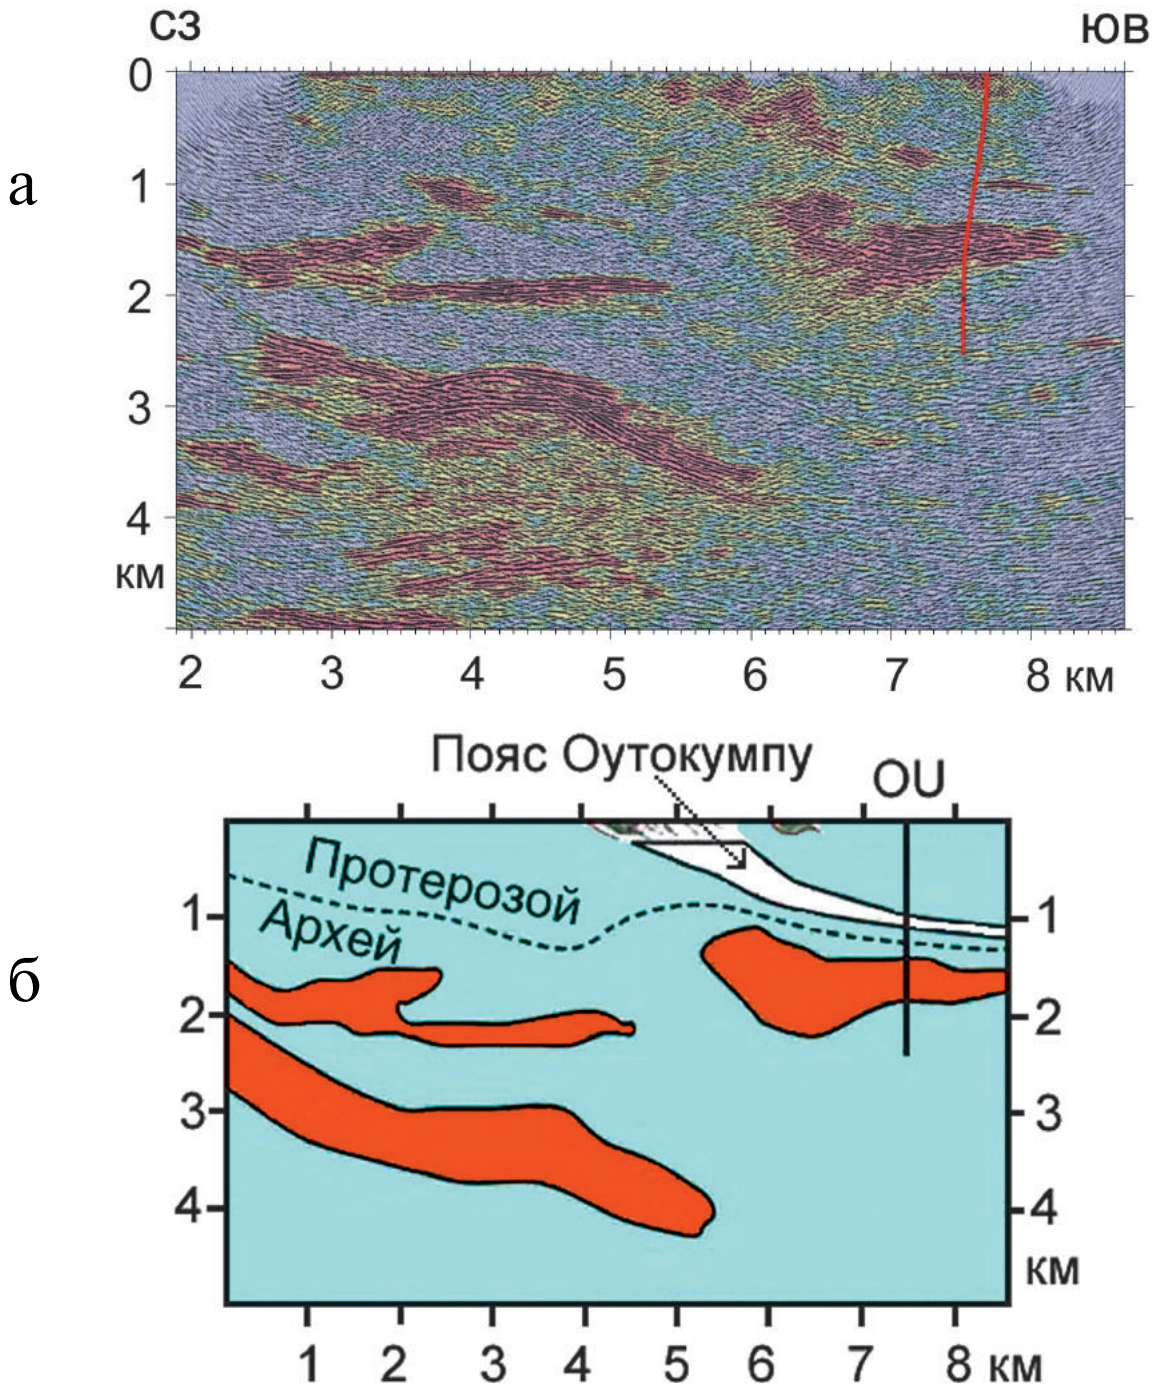 СЗ ЮВ
0
а
1
2
3
4
км
2 3 4 5 6 7 8 км
Пояс Оутокумпу
OU
Протерозой
Архей
1 1
б
2 2
3 3
4 4
км
1 2 3 4 5 6 7 8 км